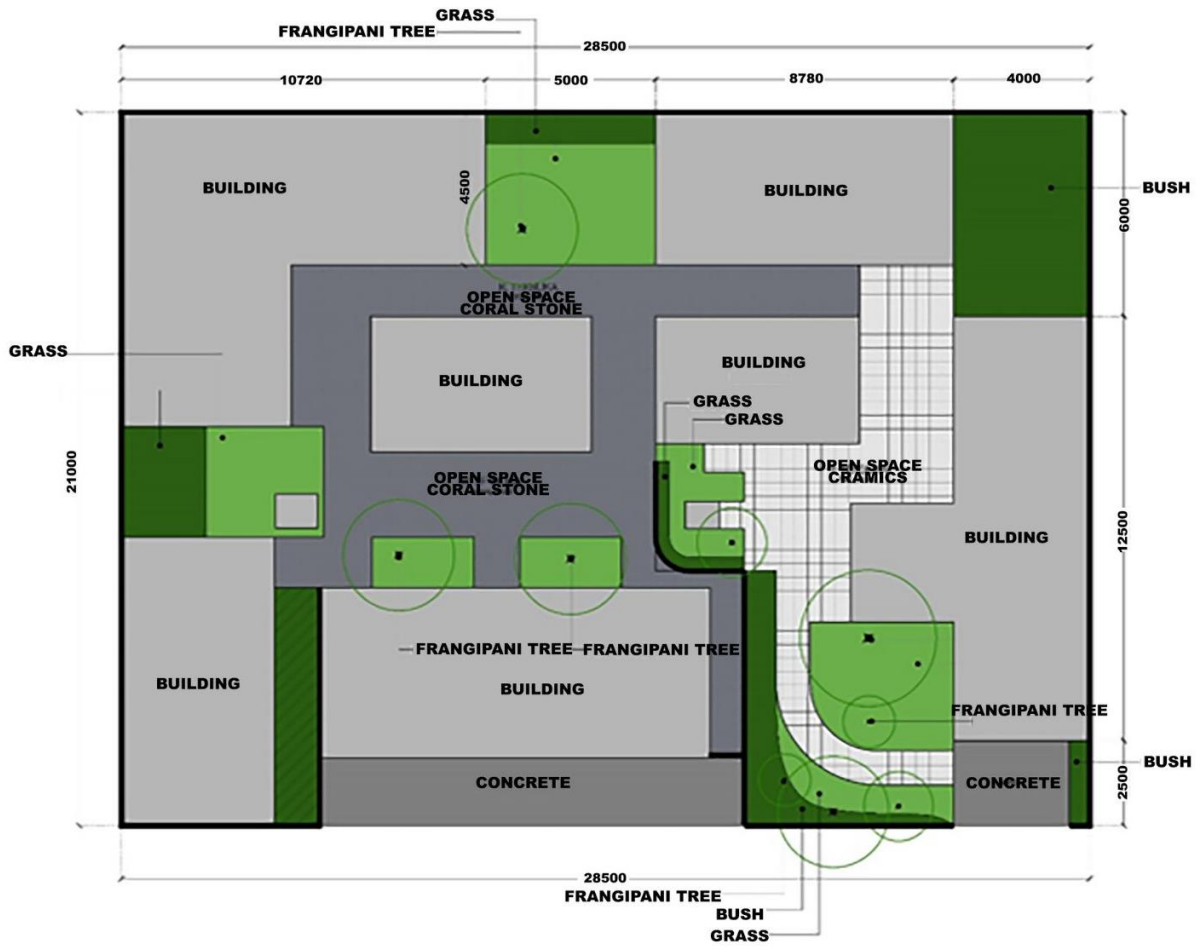 GRASS
FRANGIPANI TREE
28500
10720
5000
8780
4000
BUILDING
4500
BUILDING
BUSH
6000
OPEN SPACE
CORAL STONE
GRASS
BUILDING
BUILDING
GRASS
GRASS
21000
OPEN SPACE
CORAL STONE
OPEN SPACE
CRAMICS
BUILDING
12500
FRANGIPANI TREE
FRANGIPANI TREE
BUILDING
BUILDING
FRANGIPANI TREE
CONCRETE
CONCRETE
BUSH
2500
28500
FRANGIPANI TREE
BUSH
GRASS